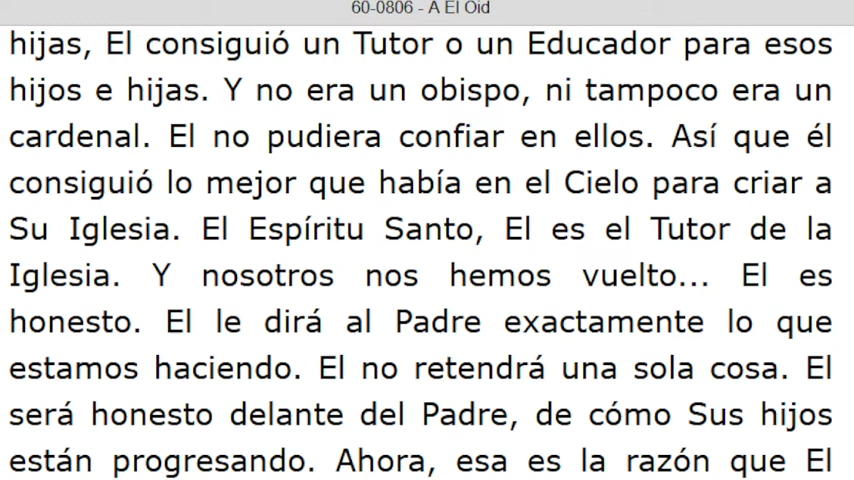 60-0806 - A El Oid
hijas, El consiguió un Tutor o un Educador para esos
hijos e hijas. Y no era un obispo, ni tampoco era un
cardenal. El no pudiera confiar en ellos. Así que él
consiguió lo mejor que había en el Cielo para criar a
Su Iglesia. El Espíritu Santo, El es el Tutor de la
Iglesia. Y nosotros nos hemos vuelto... El es
honesto. El le dirá al Padre exactamente lo que
estamos haciendo. El no retendrá una sola cosa. El
será honesto delante del Padre, de cómo Sus hijos
están progresando. Ahora, esa es la razón que El